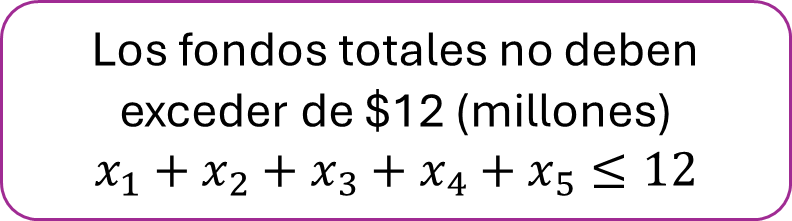 Los fondos totales no deben
exceder de $12 (millones)
𝑥₁ + 𝑥₂ + 𝑥₃ + 𝑥₄ + 𝑥₅ ≤ 12